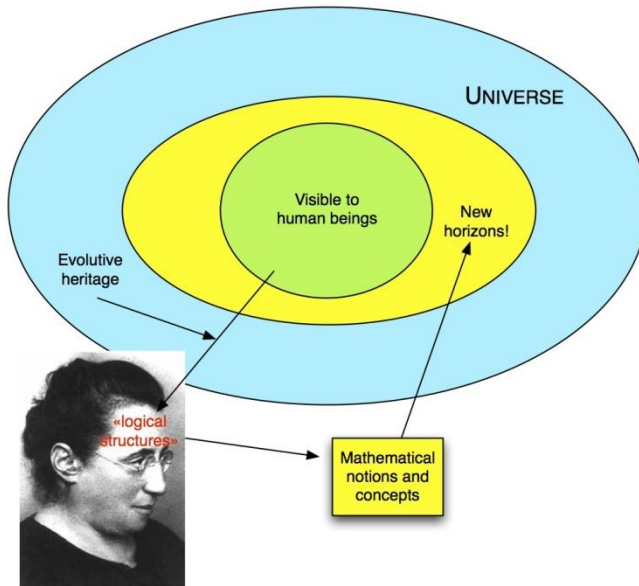 UNIVERSE
Visible to
human beings
New
horizons!
Evolutive
heritage
«logical
structures»
Mathematical
notions and
concepts